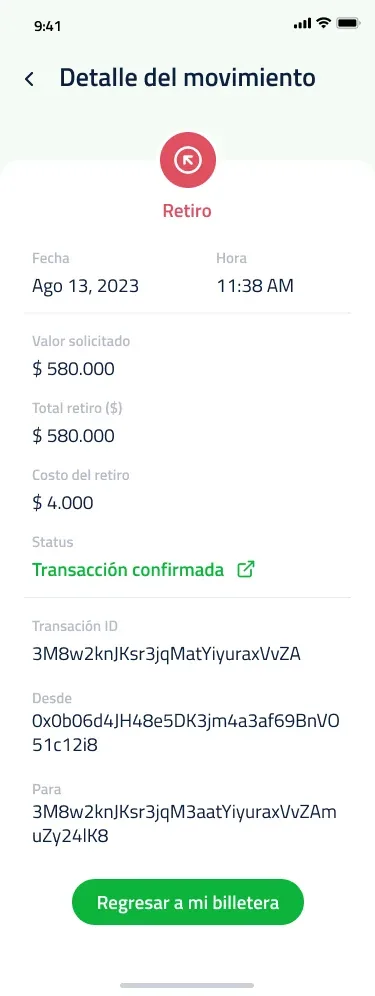 9:41
Detalle del movimiento
Retiro
Fecha Hora
Ago 13, 2023 11:38 AM
Valor solicitado
$ 580.000
Total retiro ($)
$ 580.000
Costo del retiro
$ 4.000
Status
Transacción confirmada
Transación ID
3M8w2knJKsr3jqMatYiyuraxVvZA
Desde
0x0b06d4JH48e5DK3jm4a3af69BnVO
51c12i8
Para
3M8w2knJKsr3jqM3aatYiyuraxVvZAm
uZy24lK8
Regresar a mi billetera